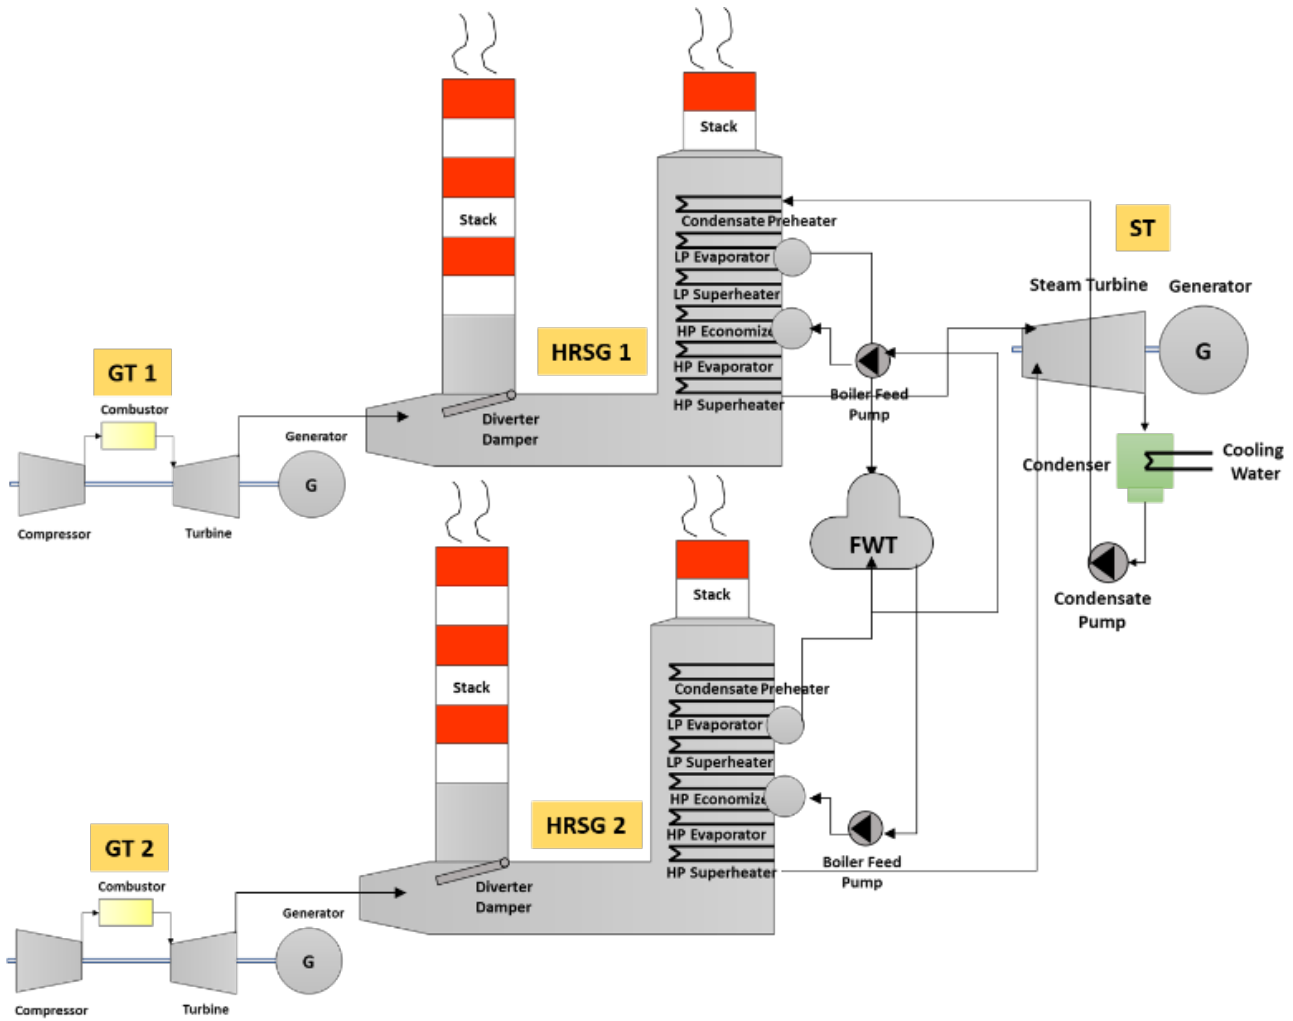 Stack
Stack
Condensate Preheater
LP Evaporator
LP Superheater
HP Economize
HP Evaporator
HP Superheater
HRSG 1
Diverter
Damper
GT 1
Combustor
Generator
G
Compressor
Turbine
Boiler Feed
Pump
ST
Steam Turbine
Generator
G
Condenser
Cooling
Water
Condensate
Pump
FWT
Stack
Stack
Condensate Preheater
LP Evaporator
LP Superheater
HP Economize
HP Evaporator
HP Superheater
HRSG 2
Diverter
Damper
GT 2
Combustor
Generator
G
Compressor
Turbine
Boiler Feed
Pump